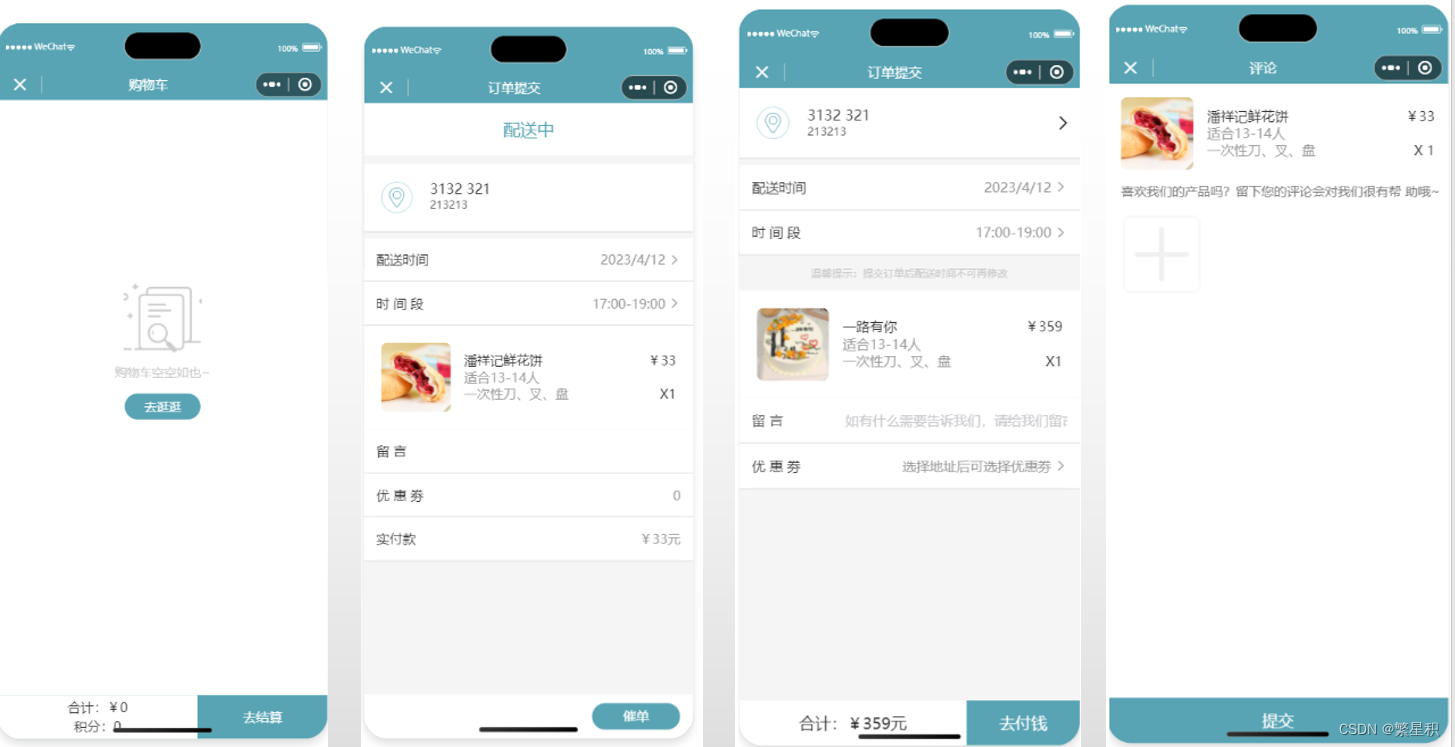 WeChat
100%
购物车
购物车空空如也~
去逛逛
合计：￥0
积分：0
去结算
WeChat
100%
订单提交
配送中
3132 321
213213
配送时间
2023/4/12
时 间 段
17:00-19:00
潘祥记鲜花饼
￥33
适合13-14人
一次性刀、叉、盘
X1
留 言
优 惠 券
0
实付款
￥33元
催单
WeChat
100%
订单提交
3132 321
213213
配送时间
2023/4/12
时 间 段
17:00-19:00
温馨提示：提交订单后配送时间不可再修改
一路有你
￥359
适合13-14人
一次性刀、叉、盘
X1
留 言
如有什么需要告诉我们，请给我们留言
优 惠 券
选择地址后可选择优惠券
合计：￥359元
去付钱
WeChat
100%
评论
潘祥记鲜花饼
￥33
适合13-14人
一次性刀、叉、盘
X 1
喜欢我们的产品吗？留下您的评论会对我们很有帮 助哦~
提交
CSDN @繁星积